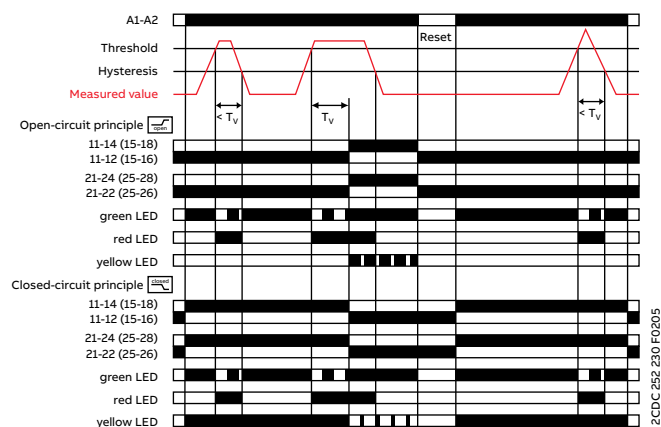 A1-A2
Reset
Threshold
Hysteresis
Measured value
< Tv
Tv
< Tv
Open-circuit principle open
11-14 (15-18)
11-12 (15-16)
21-24 (25-28)
21-22 (25-26)
green LED
red LED
yellow LED
Closed-circuit principle closed
11-14 (15-18)
11-12 (15-16)
21-24 (25-28)
21-22 (25-26)
green LED
red LED
yellow LED
2CDC 252 230 F0205